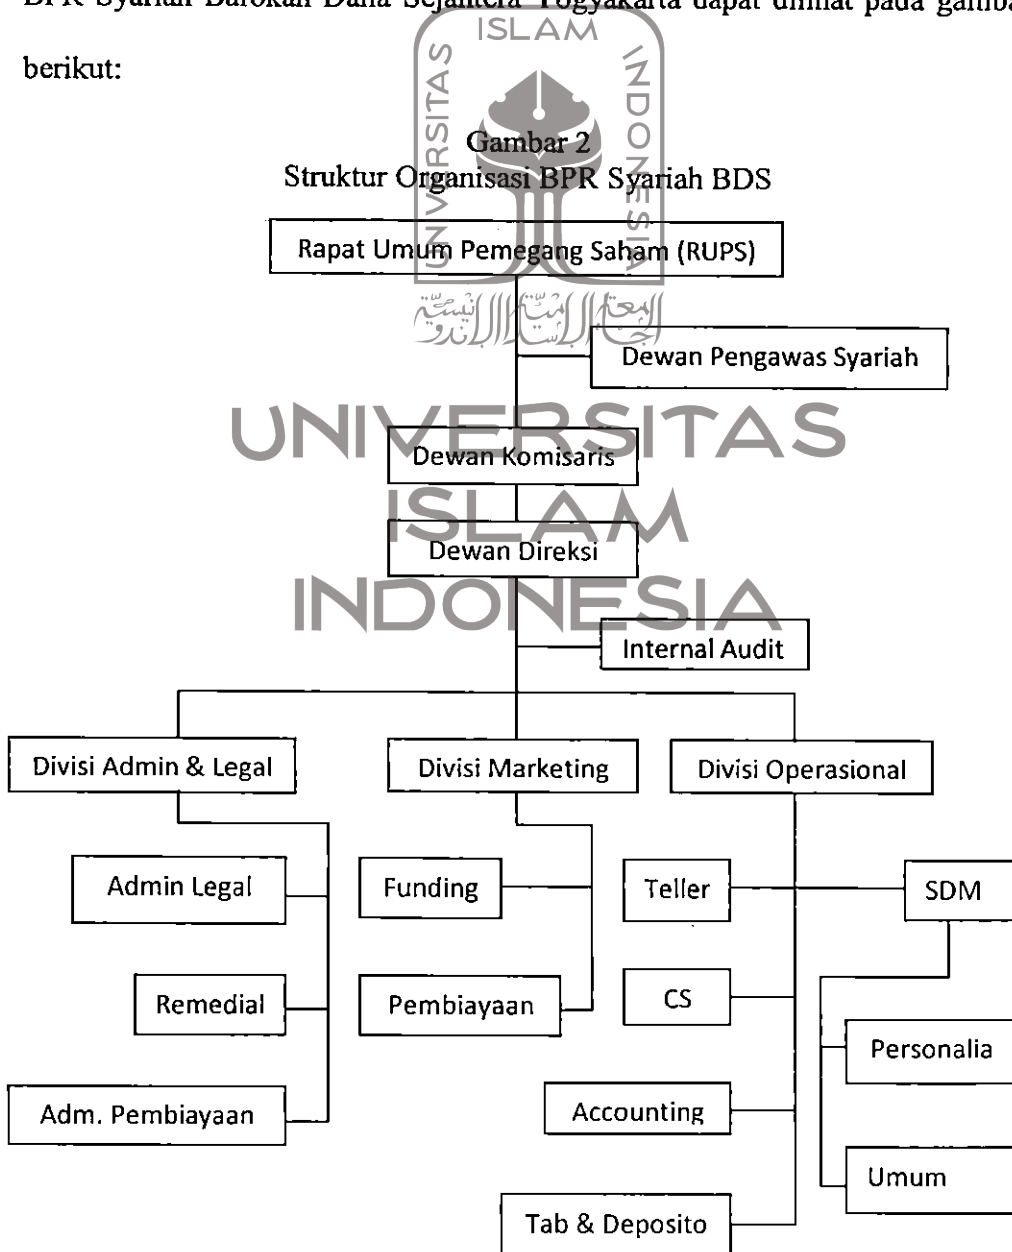 BPR Syariah Barokah Dana Sejahtera Yogyakarta dapat dilihat pada
berikut:
Gambar 2
Struktur Organisasi BPR Syariah BDS
Rapat Umum Pemegang Saham (RUPS)
Dewan Pengawas Syariah
Dewan Komisaris
Dewan Direksi
Internal Audit
Divisi Admin & Legal
Divisi Marketing
Divisi Operasional
Admin Legal
Funding
Teller
SDM
Remedial
Pembiayaan
CS
Personalia
Adm. Pembiayaan
Accounting
Umum
Tab & Deposito
ISLAM
UNIVERSITAS
INDONESIA
UNIVERSITAS
ISLAM
INDONESIA